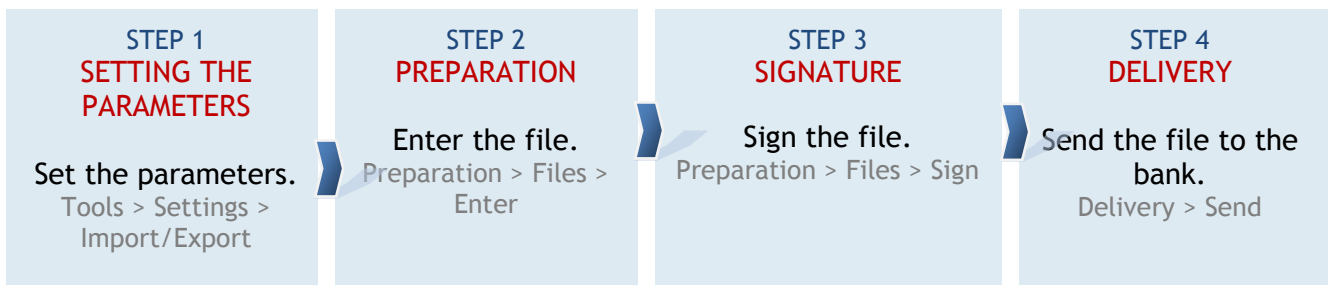 STEP 1
SETTING THE
PARAMETERS
Set the parameters.
Tools > Settings >
Import/Export
STEP 2
PREPARATION
Enter the file.
Preparation > Files >
Enter
STEP 3
SIGNATURE
Sign the file.
Preparation > Files > Sign
STEP 4
DELIVERY
Send the file to the
bank.
Delivery > Send